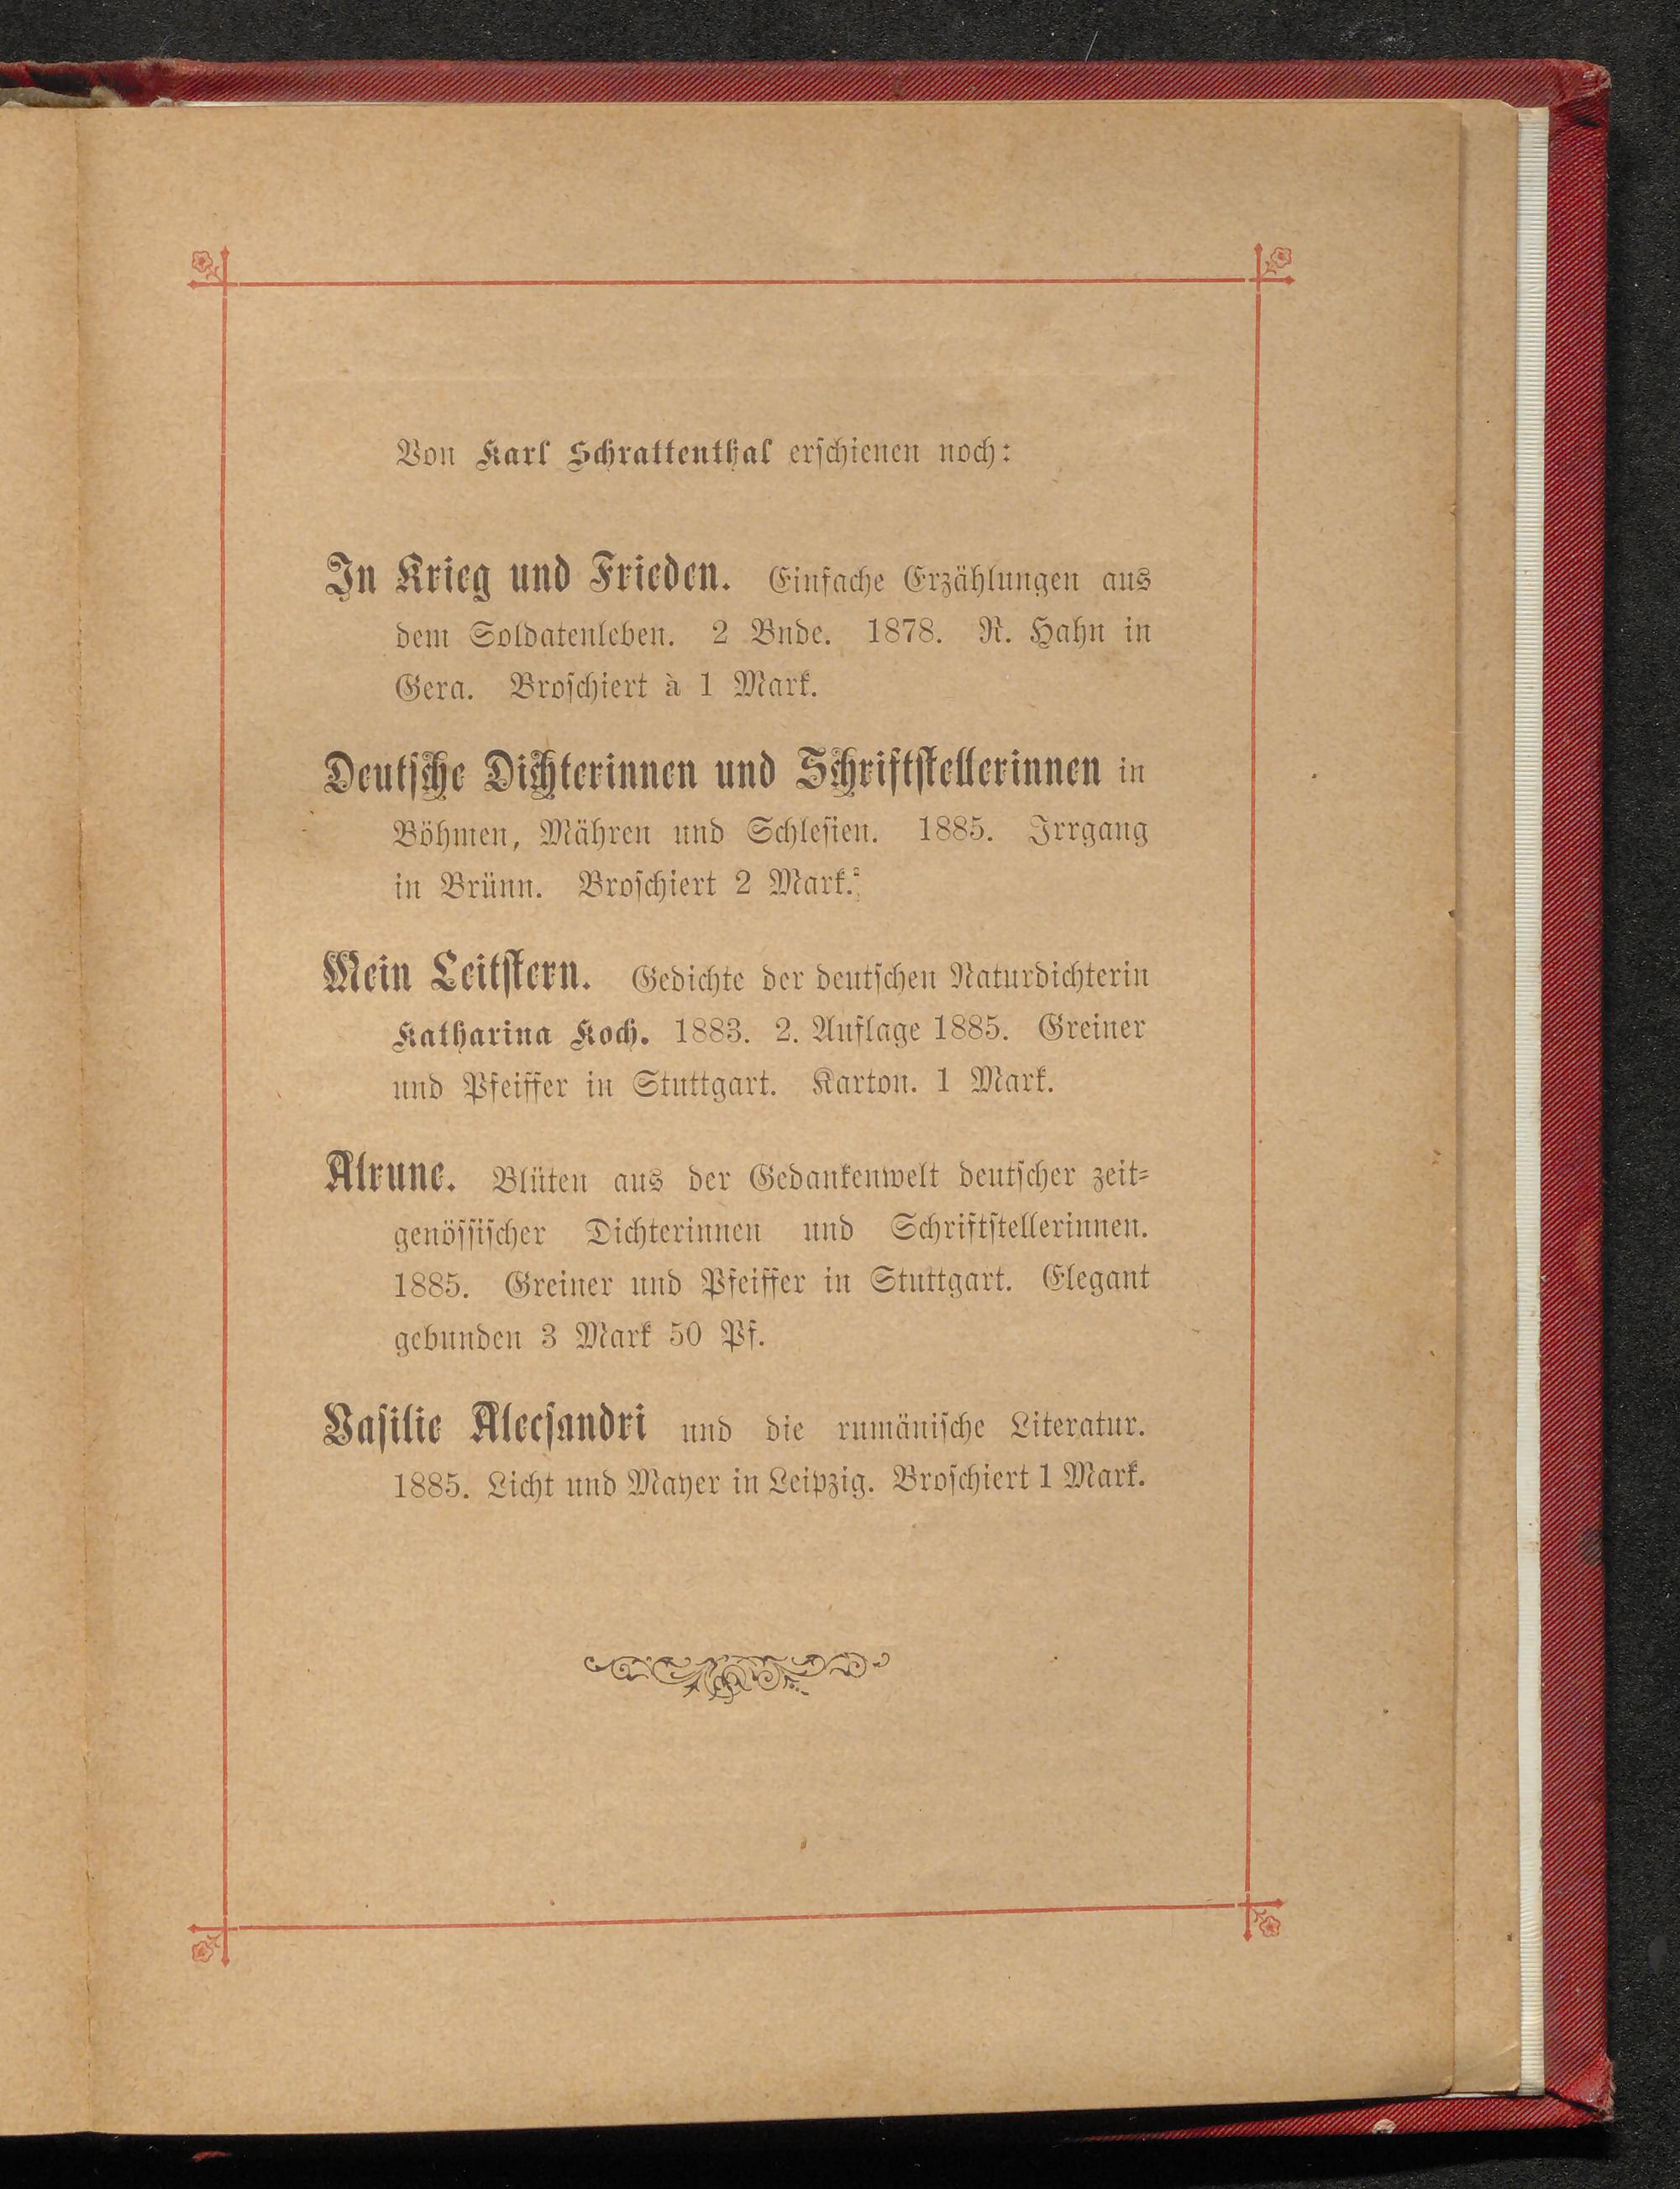 Von Karl Schrattenthal erschienen noch:
In Krieg und Frieden. Einfache Erzählungen aus
dem Soldatenleben. 2 Bnde. 1878. R. Hahn in
Gera. Broschiert à 1 Mark.
Deutsche Dichterinnen und Schriftstellerinnen in
Böhmen, Mähren und Schlesien. 1885. Irrgang
in Brünn. Broschiert 2 Mark.
Mein Leitstern. Gedichte der deutschen Naturdichterin
Katharina Koch. 1883. 2. Auflage 1885. Greiner
und Pfeiffer in Stuttgart. Karton. 1 Mark.
Alrune. Blüten aus der Gedankenwelt deutscher zeit-
genössischer Dichterinnen und Schriftstellerinnen.
1885. Greiner und Pfeiffer in Stuttgart. Elegant
gebunden 3 Mark 50 Pf.
Vasilie Alecsandri und die rumänische Literatur.
1885. Licht und Mayer in Leipzig. Broschiert 1 Mark.